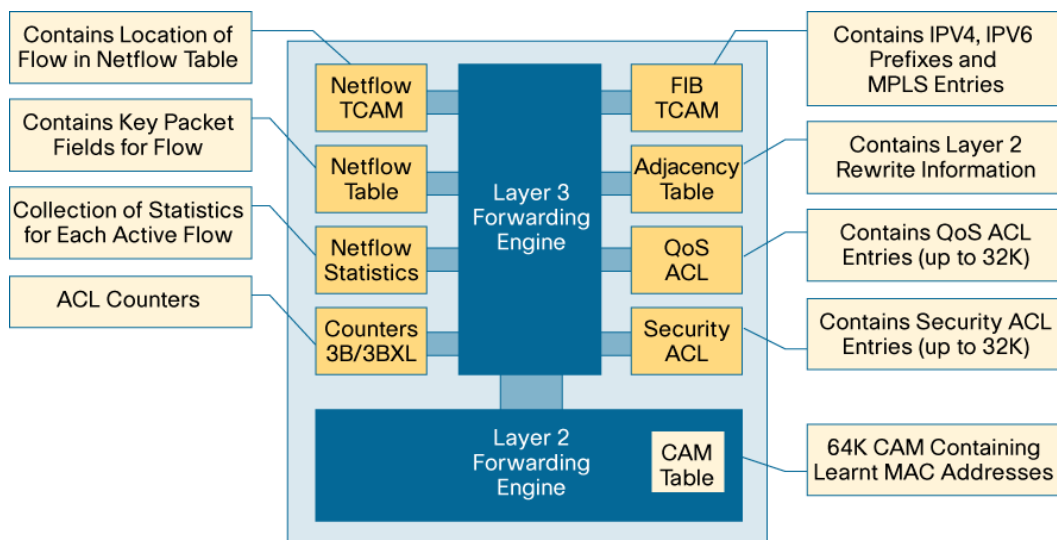 Contains Location of
Flow in Netflow Table
Contains Key Packet
Fields for Flow
Collection of Statistics
for Each Active Flow
ACL Counters
Netflow
TCAM
Netflow
Table
Netflow
Statistics
Counters
3B/3BXL
Layer 3
Forwarding
Engine
FIB
TCAM
Adjacency
Table
QoS
ACL
Security
ACL
Contains IPV4, IPV6
Prefixes and
MPLS Entries
Contains Layer 2
Rewrite Information
Contains QoS ACL
Entries (up to 32K)
Contains Security ACL
Entries (up to 32K)
Layer 2
Forwarding
Engine
CAM
Table
64K CAM Containing
Learnt MAC Addresses